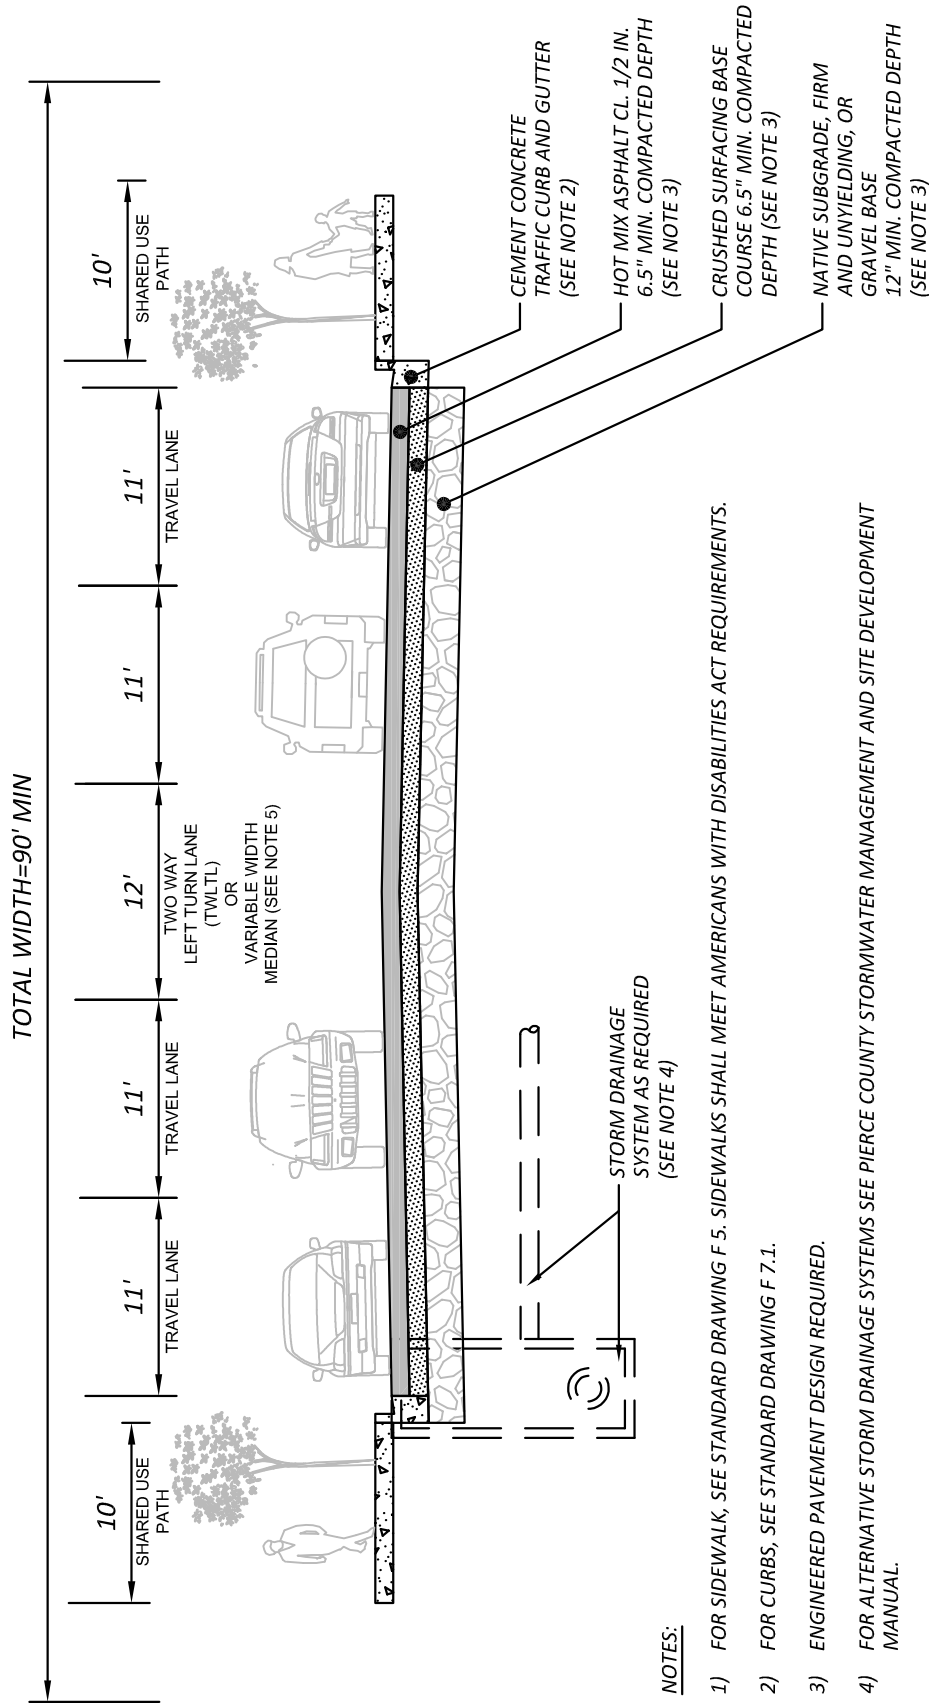 TOTAL WIDTH=90' MIN
10'
SHARED USE
PATH
11'
TRAVEL LANE
11'
TRAVEL LANE
12'
TWO WAY
LEFT TURN LANE
(TWLTL)
OR
VARIABLE WIDTH
MEDIAN (SEE NOTE 5)
11'
11'
TRAVEL LANE
10'
SHARED USE
PATH
STORM DRAINAGE
SYSTEM AS REQUIRED
(SEE NOTE 4)
CEMENT CONCRETE
TRAFFIC CURB AND GUTTER
(SEE NOTE 2)
HOT MIX ASPHALT CL. 1/2 IN.
6.5" MIN. COMPACTED DEPTH
(SEE NOTE 3)
CRUSHED SURFACING BASE
COURSE 6.5" MIN. COMPACTED
DEPTH (SEE NOTE 3)
NATIVE SUBGRADE, FIRM
AND UNYIELDING, OR
GRAVEL BASE
12" MIN. COMPACTED DEPTH
(SEE NOTE 3)
NOTES:
1) FOR SIDEWALK, SEE STANDARD DRAWING F 5. SIDEWALKS SHALL MEET AMERICANS WITH DISABILITIES ACT REQUIREMENTS.
2) FOR CURBS, SEE STANDARD DRAWING F 7.1.
3) ENGINEERED PAVEMENT DESIGN REQUIRED.
4) FOR ALTERNATIVE STORM DRAINAGE SYSTEMS SEE PIERCE COUNTY STORMWATER MANAGEMENT AND SITE DEVELOPMENT
MANUAL.